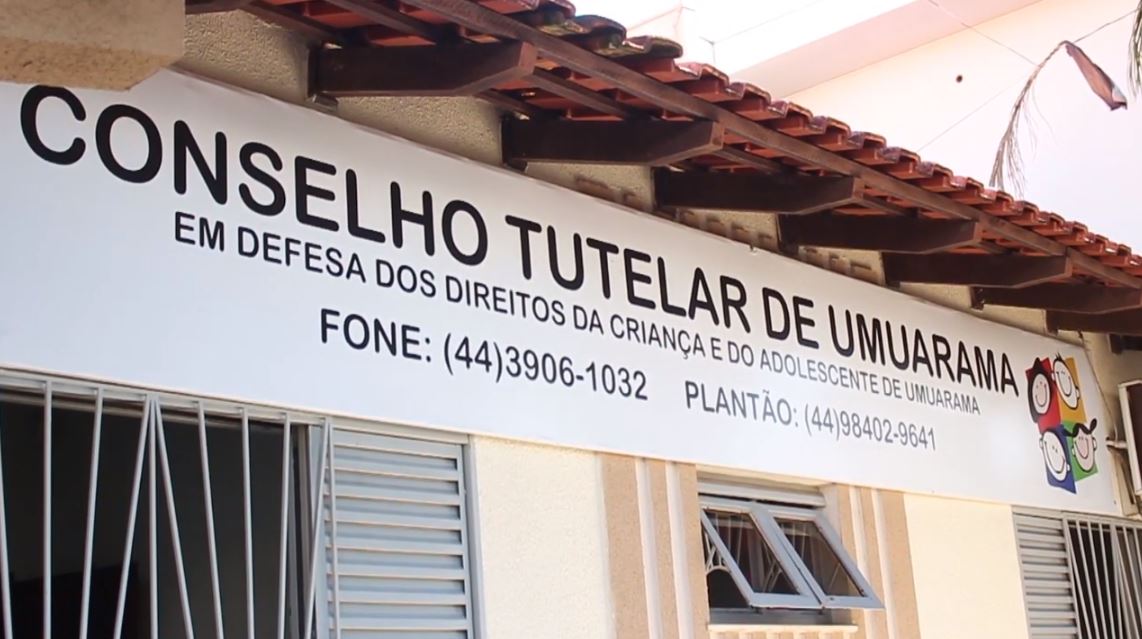 CONSELHO TUTELAR DE UMUARAMA
EM DEFESA DOS DIREITOS DA CRIANÇA E DO ADOLESCENTE DE UMUARAMA
FONE: (44)3906-1032 PLANTÃO: (44)98402-9641